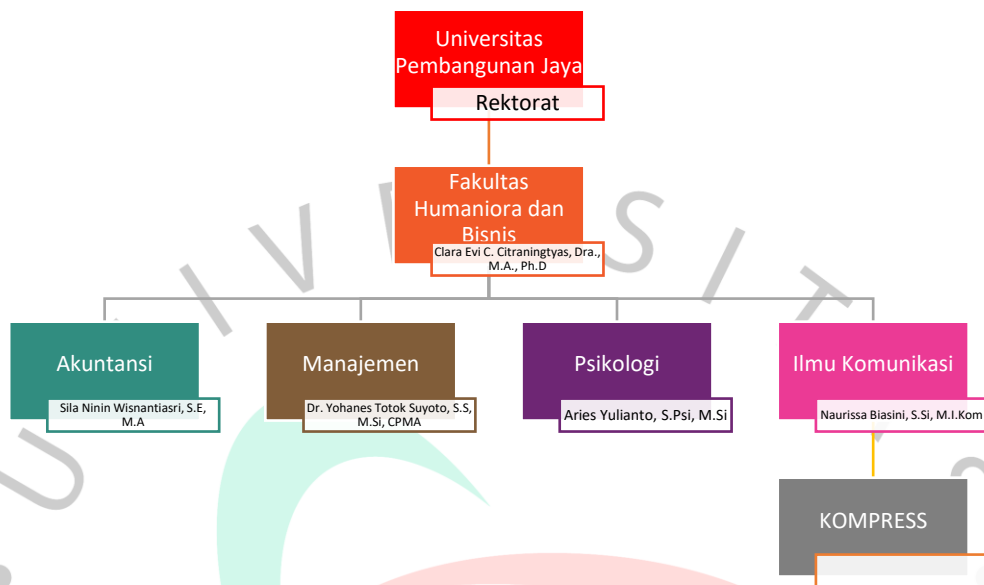 Universitas
Pembangunan Jaya
Rektorat
Fakultas
Humaniora dan
Bisnis
Clara Evi C. Citraningtyas, Dra.,
M.A., Ph.D
Akuntansi
Sila Ninin Wisnantiasri, S.E,
M.A
Manajemen
Dr. Yohanes Totok Suyoto, S.S,
M.Si, CPMA
Psikologi
Aries Yulianto, S.Psi, M.Si
Ilmu Komunikasi
Naurissa Biasini, S.Si, M.I.Kom
KOMPRESS